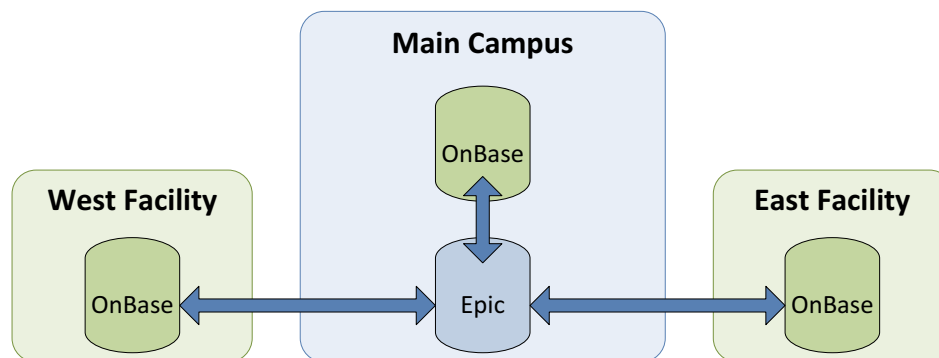 Main Campus
OnBase
West Facility
East Facility
OnBase
Epic
OnBase